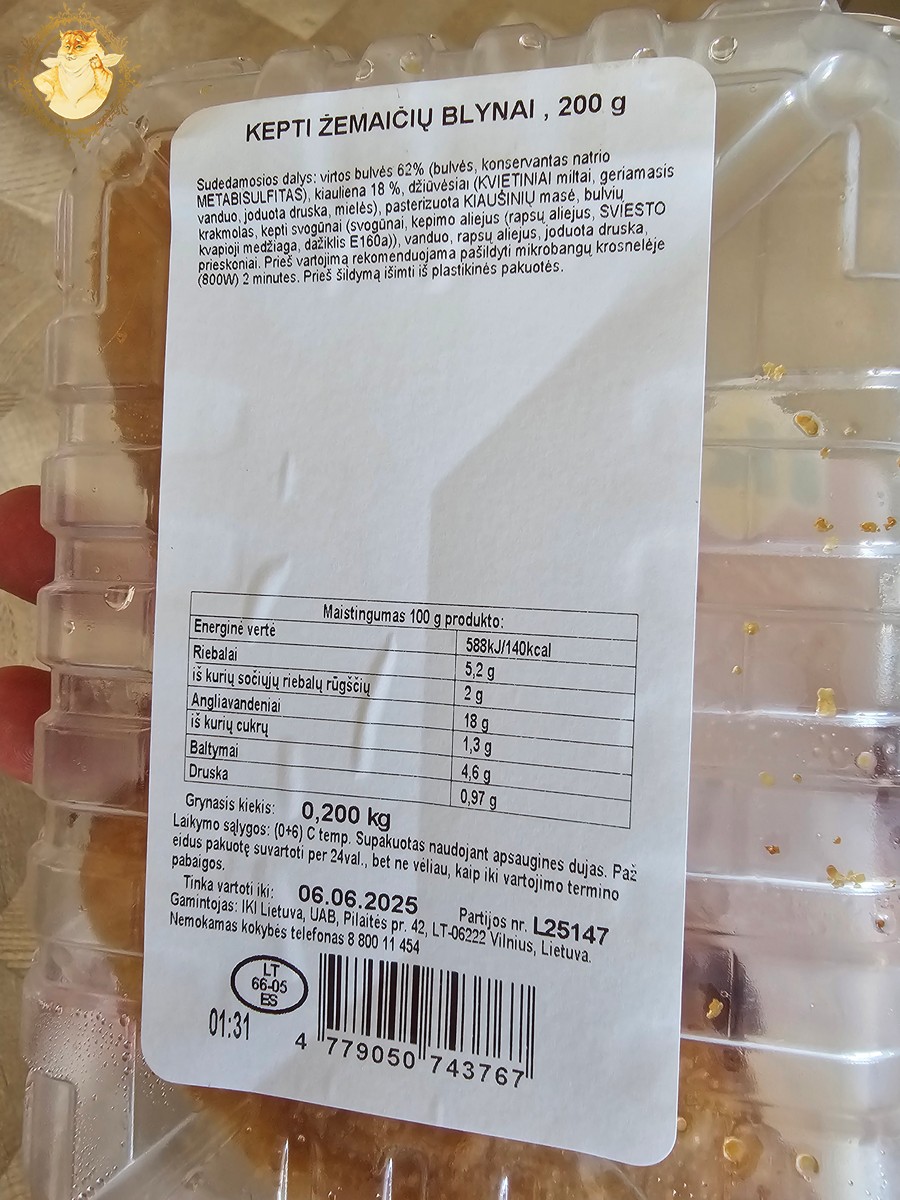 KEPTI ŽEMAIČIŲ BLYNAI , 200 g
Sudedamosios dalys: virtos bulvės 62% (bulvės, konservantas natrio
METABISULFITAS), kiauliena 18 %, džiūvėsiai (KVIETINIAI miltai, geriamasis
vanduo, joduota druska, mielės), pasterizuota KIAUŠINIŲ masė, bulvių
krakmolas, kepti svogūnai (svogūnai, kepimo aliejus (rapsų aliejus, SVIESTO
kvapioji medžiaga, dažiklis E160a)), vanduo, rapsų aliejus, joduota druska,
prieskoniai. Prieš vartojimą rekomenduojama pašildyti mikrobangų krosnelėje
(800W) 2 minutes. Prieš šildymą išimti iš plastikinės pakuotės.
Maistingumas 100 g produkto:
Energinė vertė 588kJ/140kcal
Riebalai 5,2 g
iš kurių sočiųjų riebalų rūgščių 2 g
Angliavandeniai 18 g
iš kurių cukrų 1,3 g
Baltymai 4,6 g
Druska 0,97 g
Grynasis kiekis: 0,200 kg
Laikymo sąlygos: (0+6) C temp. Supakuotas naudojant apsaugines dujas. Paž
eidus pakuotę suvartoti per 24val., bet ne vėliau, kaip iki vartojimo termino
pabaigos.
Tinka vartoti iki: 06.06.2025 Partijos nr. L25147
Gamintojas: IKI Lietuva, UAB, Pilaitės pr. 42, LT-06222 Vilnius, Lietuva.
Nemokamas kokybės telefonas 8 800 11 454
LT
66-05
ES
01:31
4 779050 743767